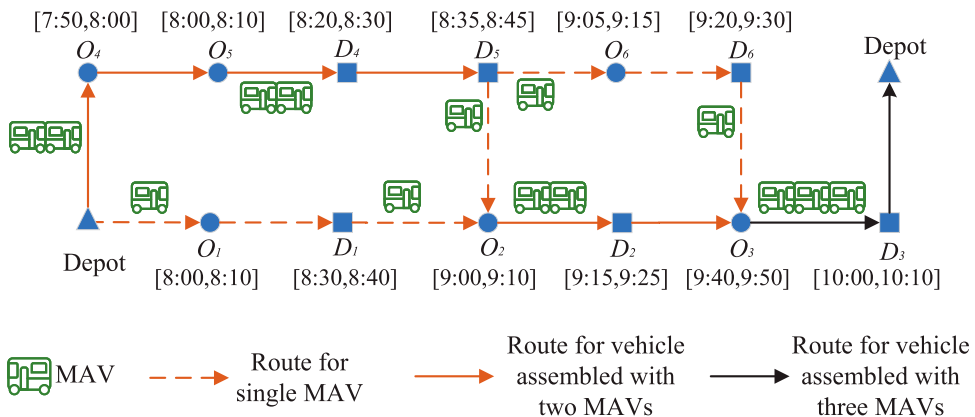 [7:50,8:00] [8:00,8:10] [8:20,8:30] [8:35,8:45] [9:05,9:15] [9:20,9:30]
O4 O5 D4 D5 O6 D6 Depot
Depot O1 D1 O2 D2 O3 D3
[8:00,8:10] [8:30,8:40] [9:00,9:10] [9:15,9:25] [9:40,9:50] [10:00,10:10]
MAV
Route for
single MAV
Route for vehicle
assembled with
two MAVs
Route for vehicle
assembled with
three MAVs